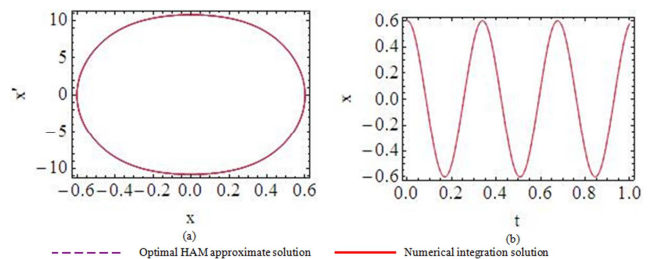 10
5
0
−5
−10
x′
−0.6 −0.4 −0.2 0.0 0.2 0.4 0.6
x
(a)
0.6
0.4
0.2
0.0
−0.2
−0.4
−0.6
x
0.0 0.2 0.4 0.6 0.8 1.0
t
(b)
Optimal HAM approximate solution
Numerical integration solution